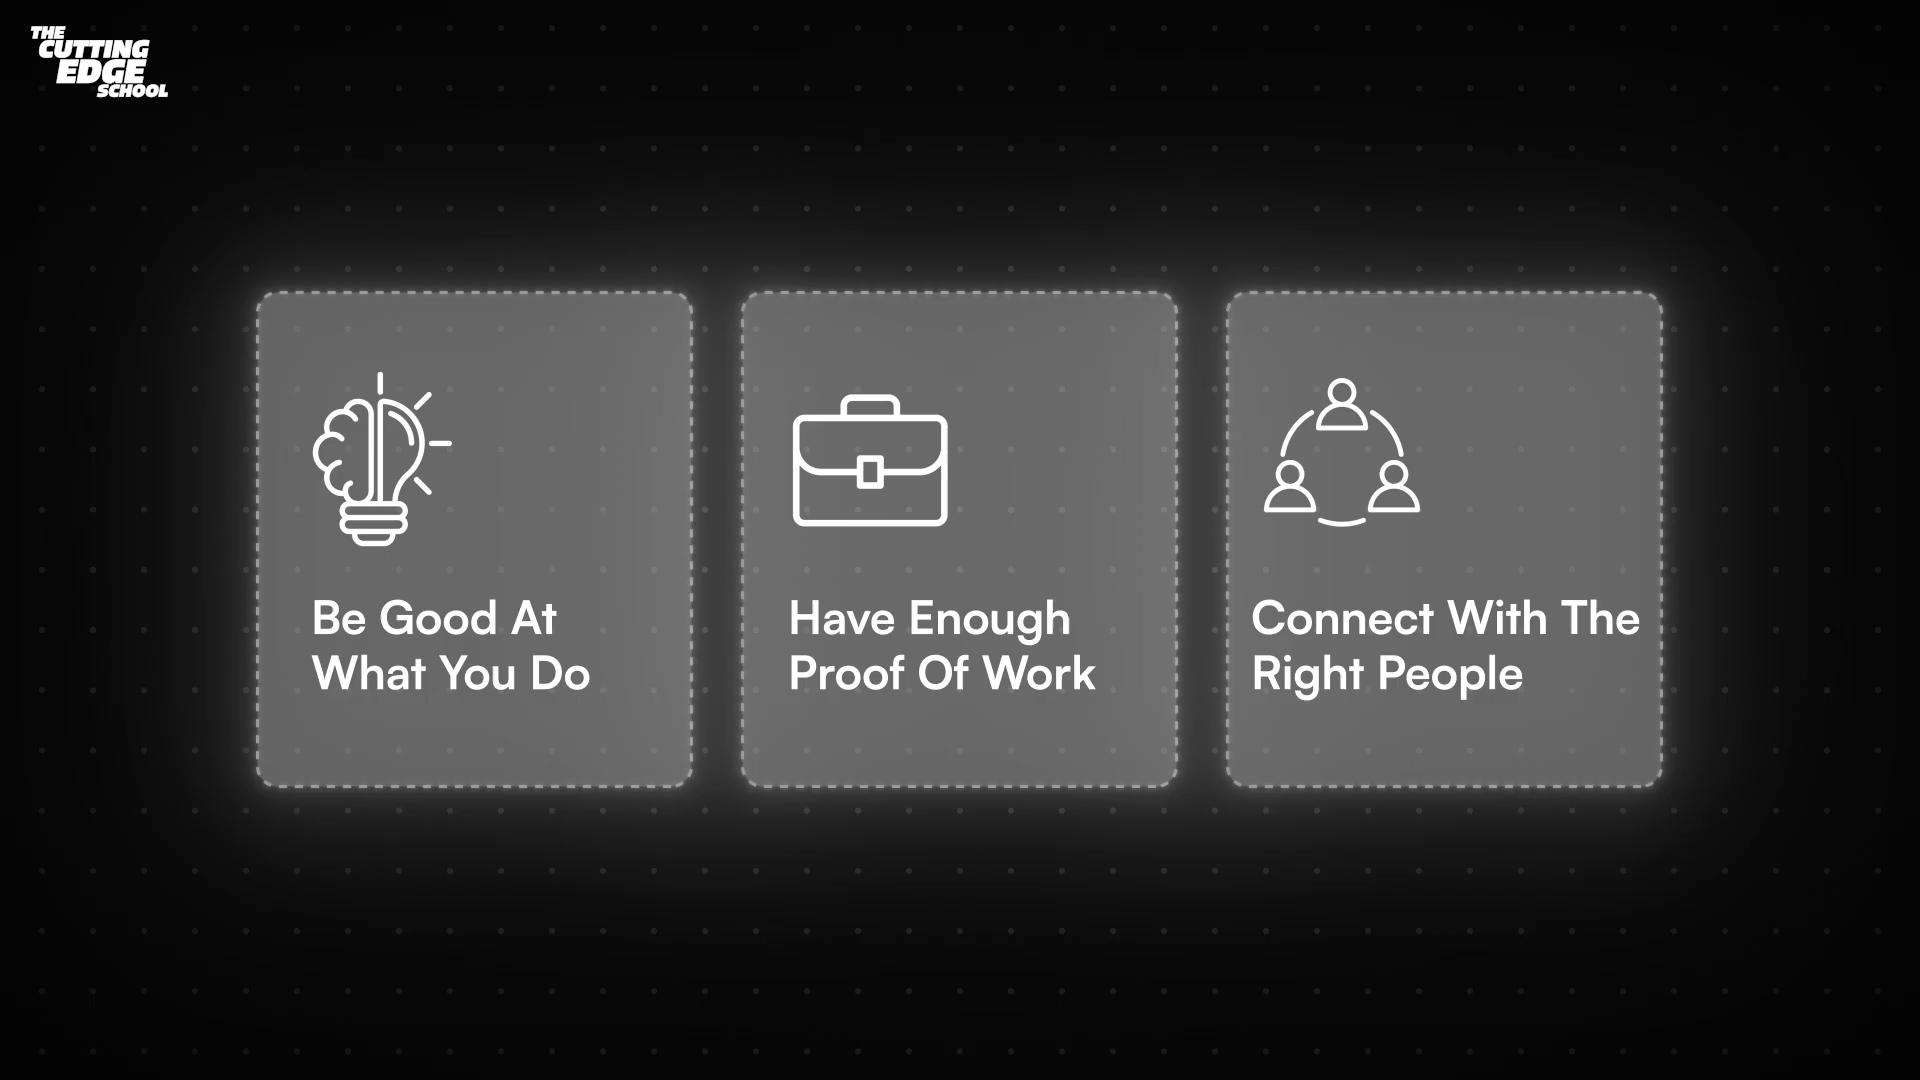 THE
CUTTING
EDGE
SCHOOL
Be Good At
What You Do
Have Enough
Proof Of Work
Connect With The
Right People